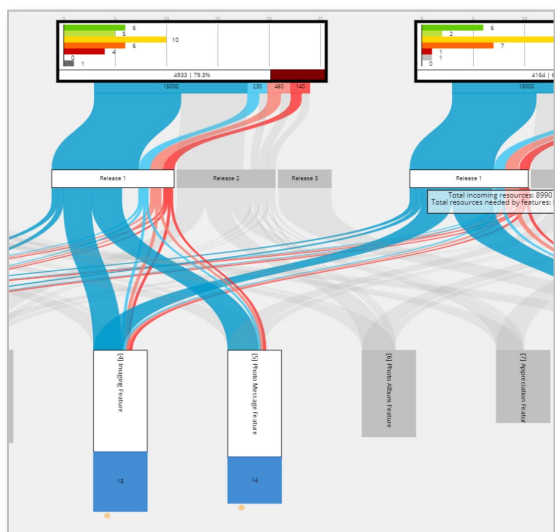 6
5
10
6
4
0
1
4933 | 79.3%
15000
230
460
140
6
2
7
1
1
0
15000
Release 1
Release 2
Release 3
Release 1
Total incoming resources: 8990
Total resources needed by features:
[4] Imaging Feature
[5] Photo Message Feature
[6] Photo Album Feature
[7] Appreciation Featur
18
14